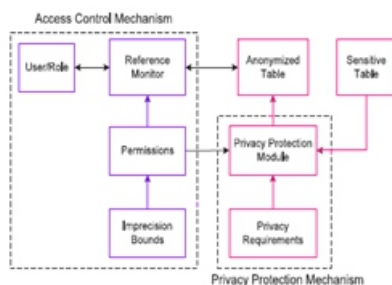 Access Control Mechanism
User/Role
Reference
Monitor
Anonymized
Table
Sensitive
Table
Permissions
Privacy Protection
Module
Imprecision
Bounds
Privacy
Requirements
Privacy Protection Mechanism